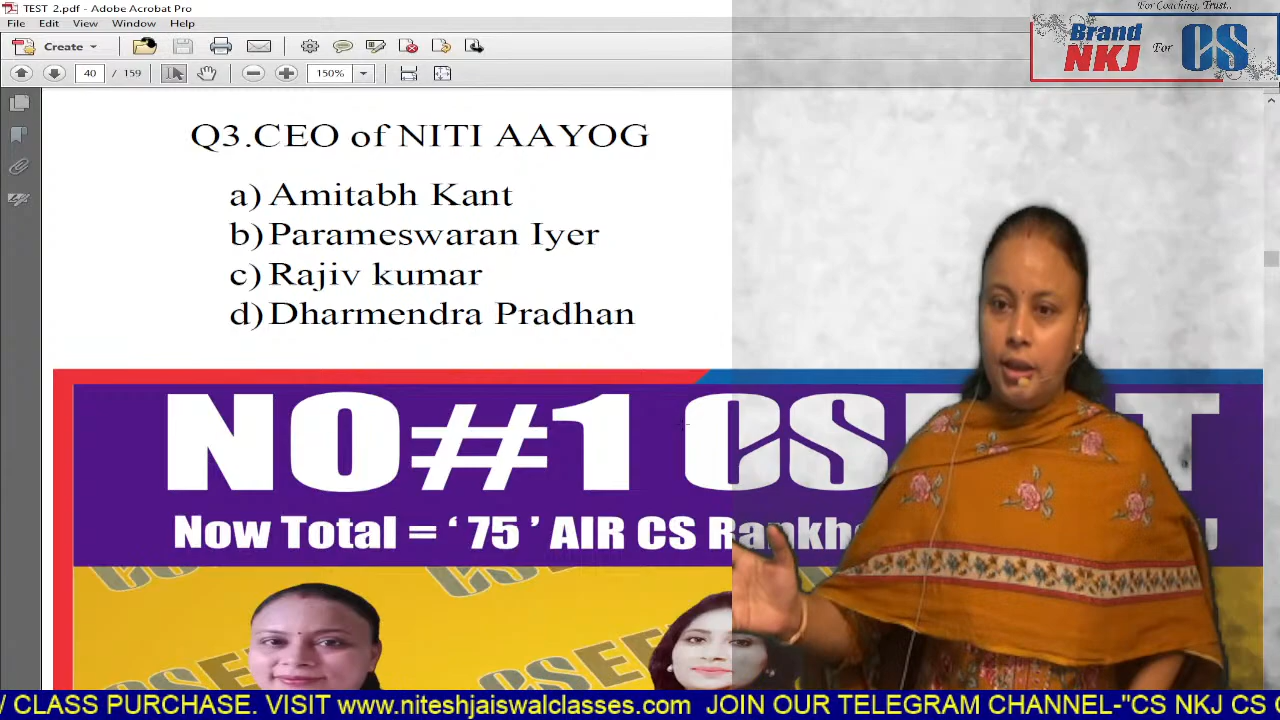 TEST 2.pdf - Adobe Acrobat Pro
For Coaching, Trust..
File Edit View Window Help
Brand
NKJ For CS
Create
40 / 159 150%
Q3.CEO of NITI AAYOG
a) Amitabh Kant
b) Parameswaran Iyer
c) Rajiv kumar
d) Dharmendra Pradhan
NO#1 CS
Now Total = ‘ 75 ’ AIR CS Rankh
CSEE
CLASS PURCHASE. VISIT www.niteshjaiswalclasses.com. JOIN OUR TELEGRAM CHANNEL-"CS NKJ CS